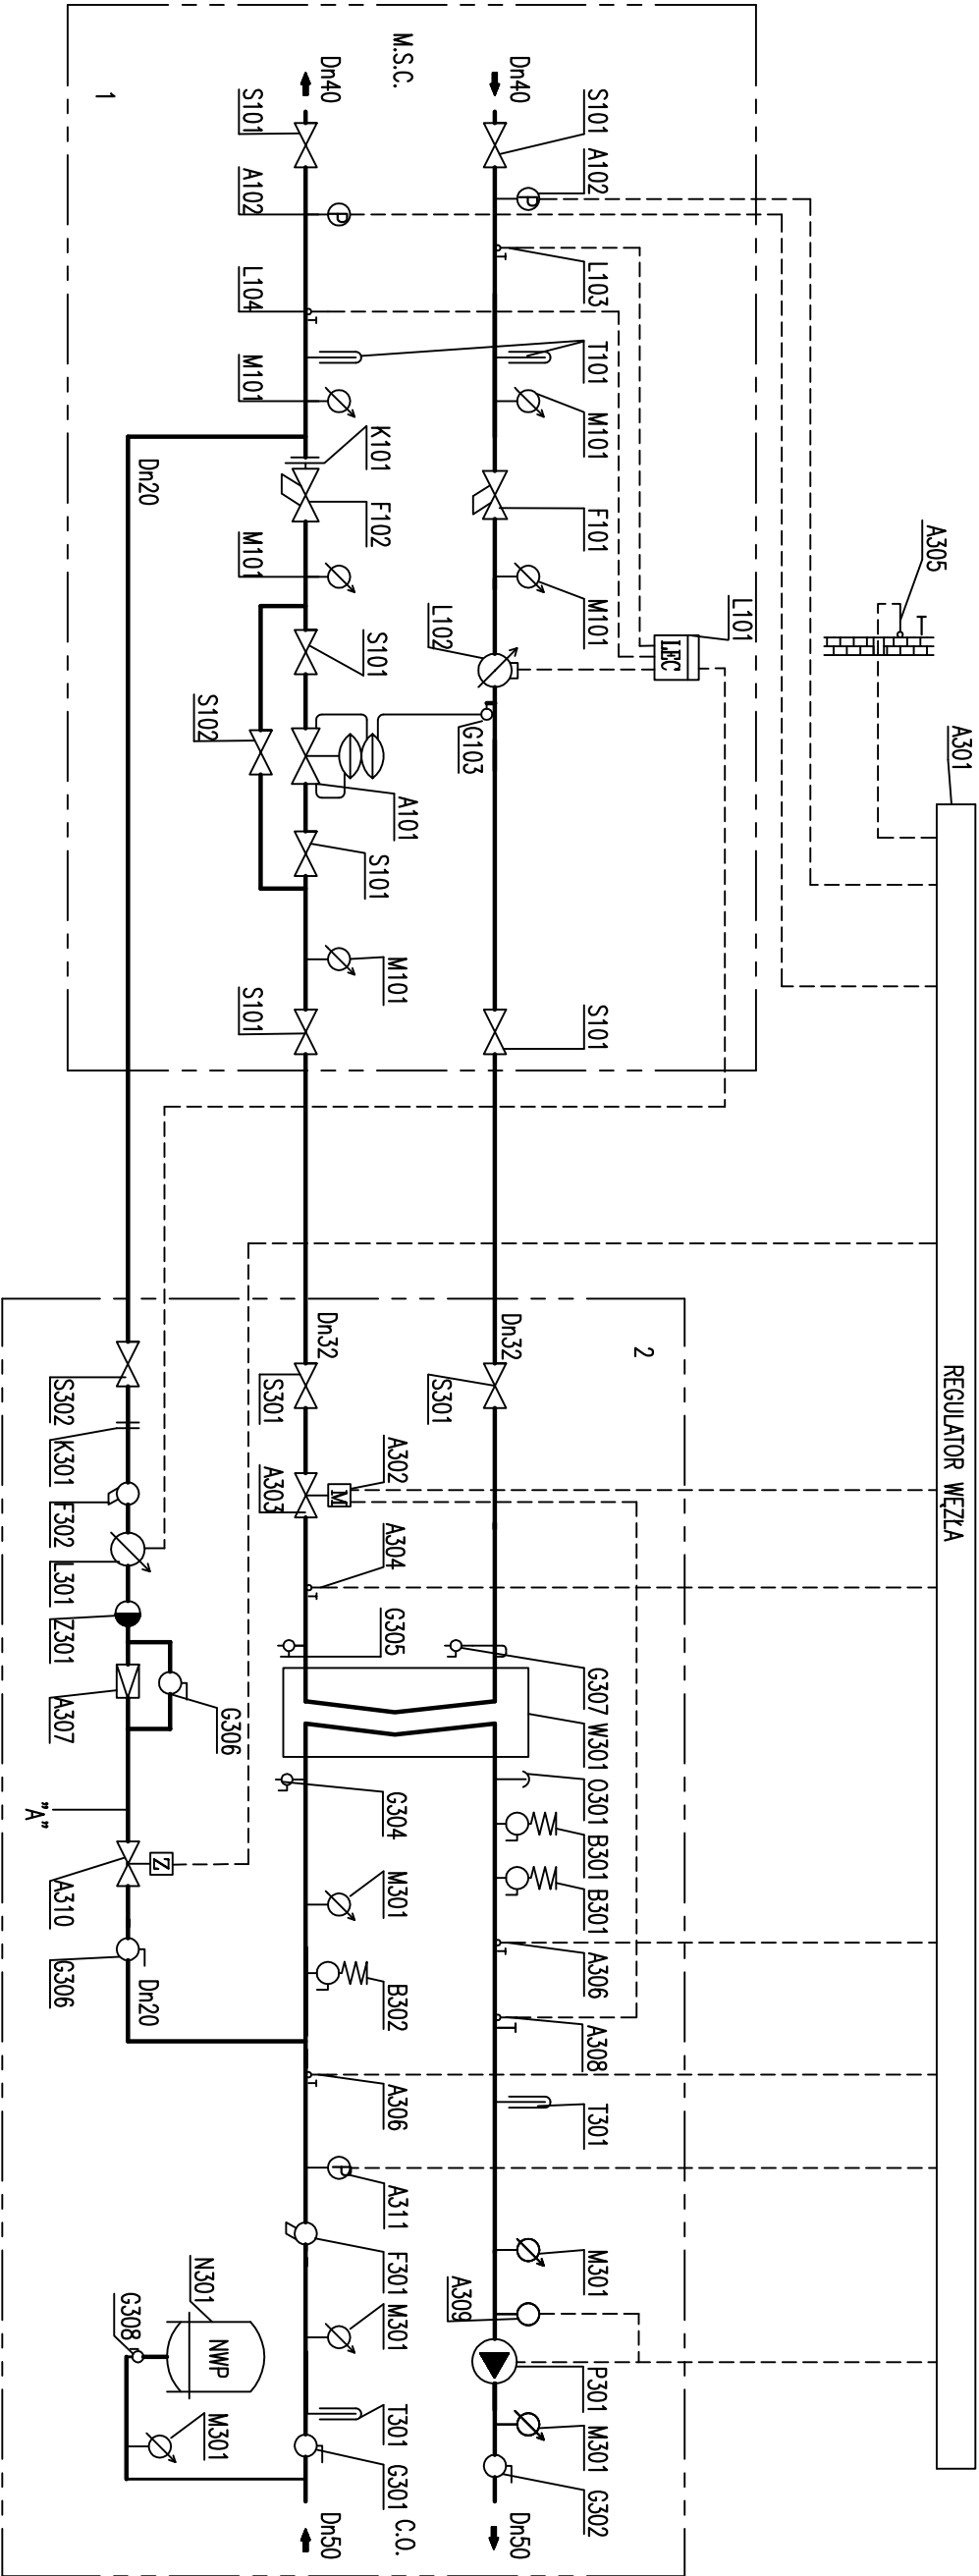 REGULATOR WĘZŁA
A301
A305
T
1
M.S.C.
Dn40
S101
A102
L103
T101
M101
F101
M101
L101
LEC
L102
G103
S101
P
Dn40
S101
A102
P
L104
M101
K101
F102
M101
S101
S102
A101
S101
M101
S101
Dn20
2
Dn32
S301
G307
W301
O301
B301
B301
A306
A308
T301
M301
A309
P301
M301
G302
Dn50
Dn32
S301
A302
M
A303
A304
G305
G304
M301
B302
A306
A311
P
F301
M301
T301
G301
C.O.
Dn50
S302
K301
F302
L301
Z301
A307
G306
"A"
Z
A310
G306
Dn20
N301
NWP
G308
M301